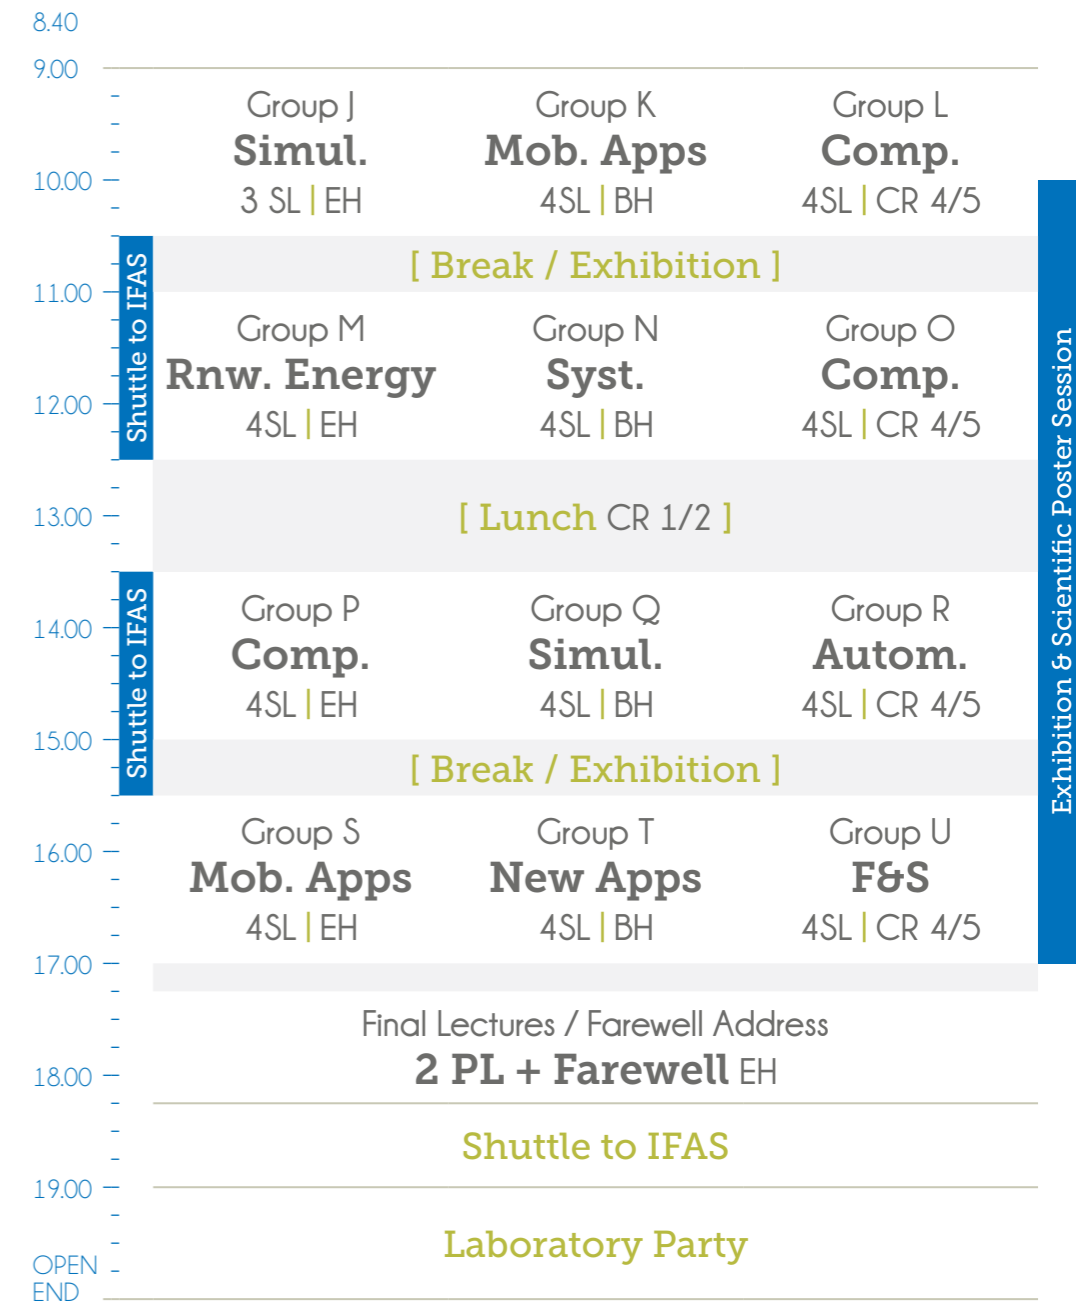 8.40
9.00
Group J
Simul.
3 SL | EH
Group K
Mob. Apps
4SL | BH
Group L
Comp.
4SL | CR 4/5
10.00
[ Break / Exhibition ]
11.00
Shuttle to IFAS
Group M
Rnw. Energy
4SL | EH
Group N
Syst.
4SL | BH
Group O
Comp.
4SL | CR 4/5
12.00
[ Lunch CR 1/2 ]
13.00
Shuttle to IFAS
Group P
Comp.
4SL | EH
Group Q
Simul.
4SL | BH
Group R
Autom.
4SL | CR 4/5
14.00
15.00
[ Break / Exhibition ]
Group S
Mob. Apps
4SL | EH
Group T
New Apps
4SL | BH
Group U
F&S
4SL | CR 4/5
16.00
17.00
Exhibition & Scientific Poster Session
Final Lectures / Farewell Address
2 PL + Farewell EH
18.00
Shuttle to IFAS
19.00
Laboratory Party
OPEN
END